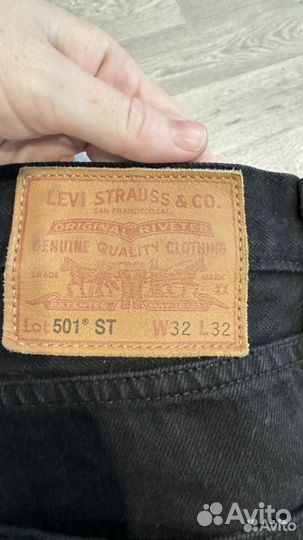 LEVI STRAUSS & CO.
SAN FRANCISCO, CAL.
ORIGINAL RIVETED
GENUINE QUALITY CLOTHING
TRADE MARK
XX
Lot 501® ST W32 L32
Avito